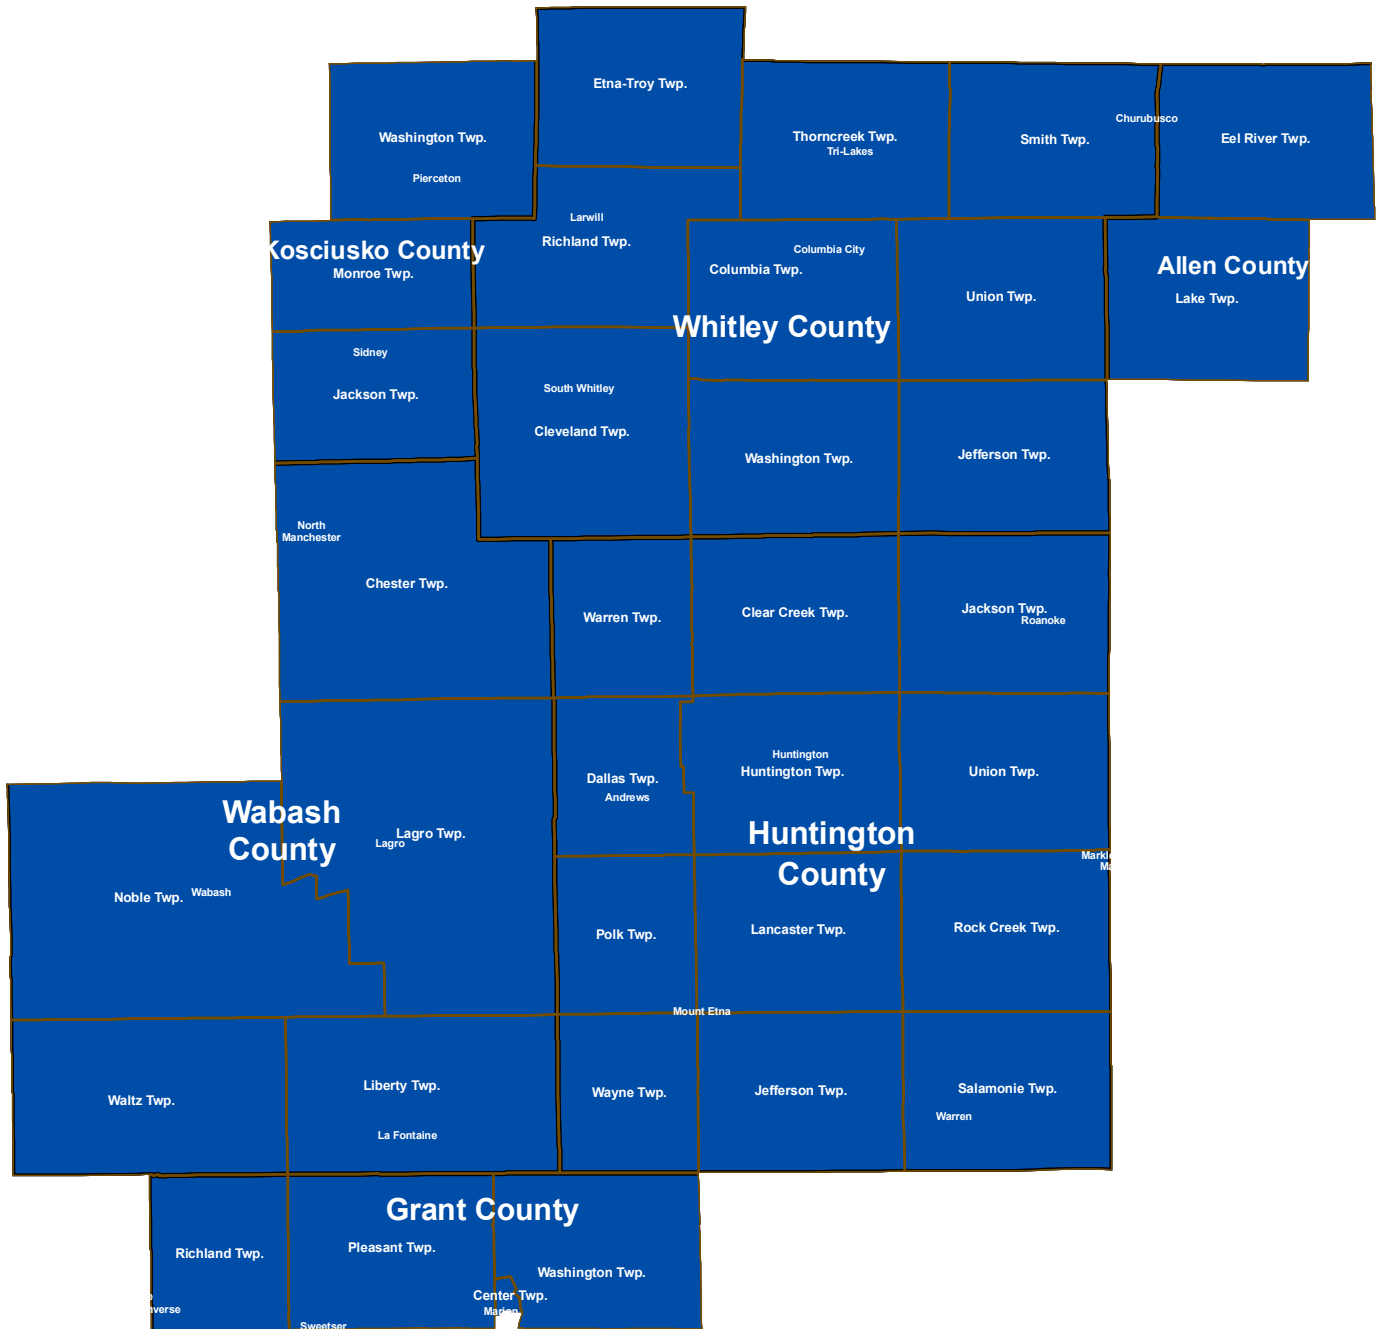 Etna-Troy Twp.
Washington Twp.
Pierceton
Thorncreek Twp.
Tri-Lakes
Smith Twp.
Churubusco
Eel River Twp.
Larwill
Richland Twp.
Kosciusko County
Monroe Twp.
Columbia City
Columbia Twp.
Union Twp.
Allen County
Lake Twp.
Whitley County
Sidney
Jackson Twp.
South Whitley
Cleveland Twp.
Washington Twp.
Jefferson Twp.
North
Manchester
Chester Twp.
Warren Twp.
Clear Creek Twp.
Jackson Twp.
Roanoke
Dallas Twp.
Andrews
Huntington
Huntington Twp.
Union Twp.
Wabash
County
Lagro Twp.
Lagro
Huntington
County
Noble Twp.
Wabash
Polk Twp.
Lancaster Twp.
Rock Creek Twp.
Mount Etna
Waltz Twp.
Liberty Twp.
La Fontaine
Wayne Twp.
Jefferson Twp.
Salamonie Twp.
Warren
Grant County
Richland Twp.
Pleasant Twp.
Washington Twp.
Center Twp.
Marion
Sweetser